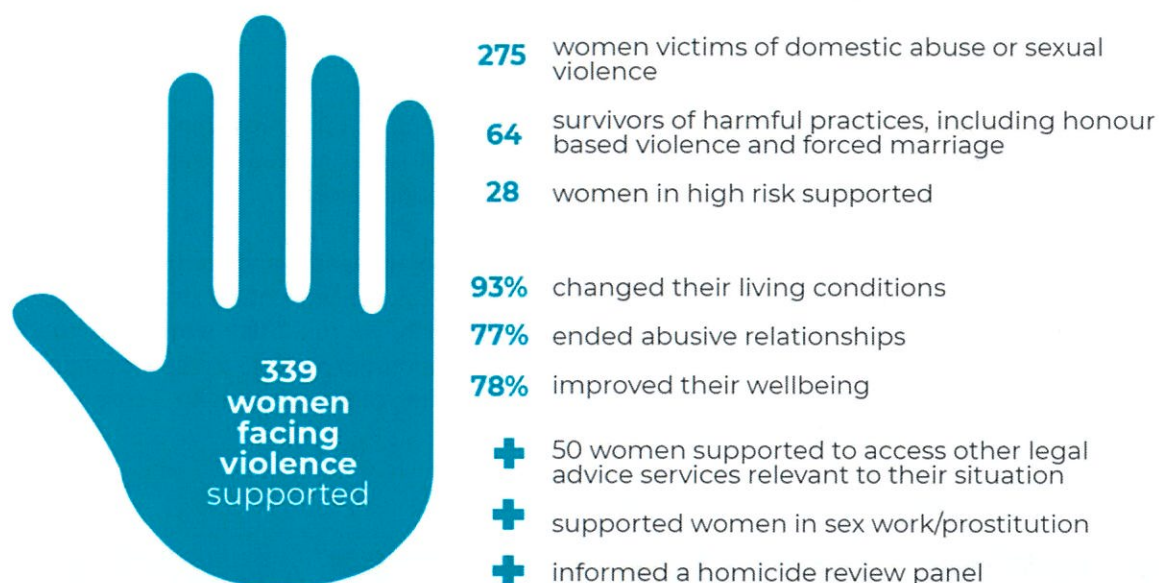 275 women victims of domestic abuse or sexual
violence
64 survivors of harmful practices, including honour
based violence and forced marriage
28 women in high risk supported
93% changed their living conditions
77% ended abusive relationships
78% improved their wellbeing
339
women
facing
violence
supported
+ 50 women supported to access other legal
advice services relevant to their situation
+ supported women in sex work/prostitution
+ informed a homicide review panel